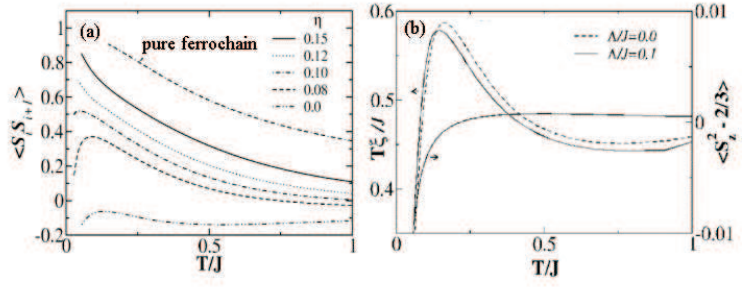 (a)
pure ferrochain
η
0.15
0.12
0.10
0.08
0.0
1
0.8
0.6
0.4
0.2
0
-0.2
<S_i S_{i+1}>
0
0.5
1
T/J
(b)
Λ/J=0.0
Λ/J=0.1
0.6
0.5
0.4
Tξ/J
0.01
0
-0.01
<S_z^2 - 2/3>
0
0.5
1
T/J